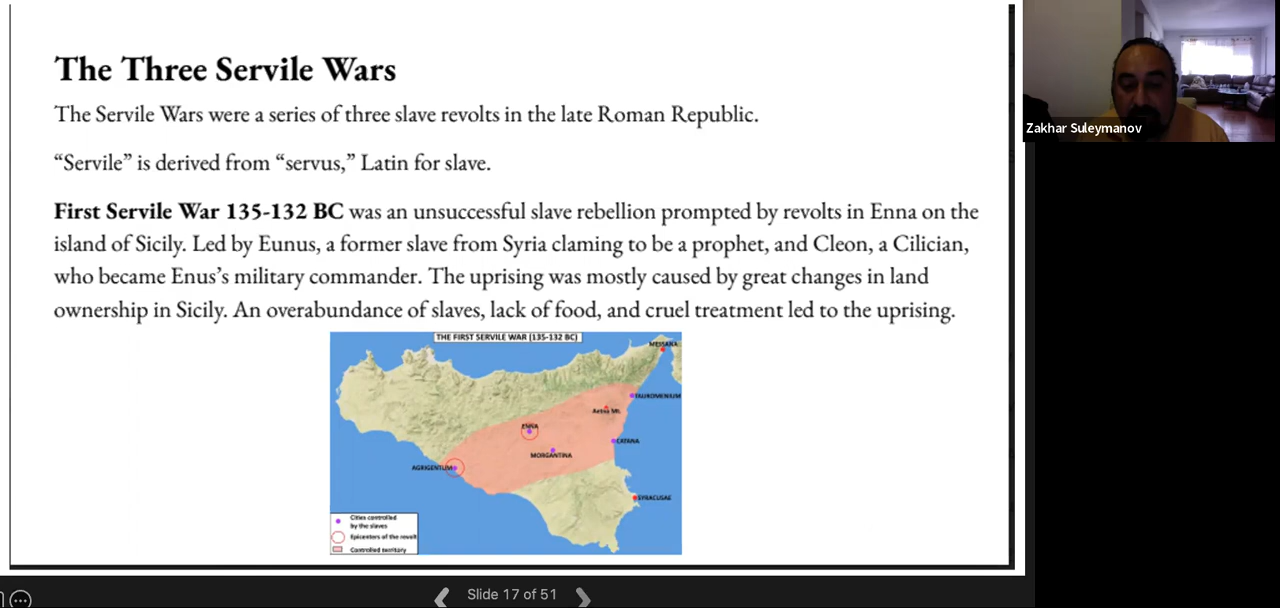 The Three Servile Wars
The Servile Wars were a series of three slave revolts in the late Roman Republic.
“Servile” is derived from “servus,” Latin for slave.
First Servile War 135-132 BC was an unsuccessful slave rebellion prompted by revolts in Enna on the
island of Sicily. Led by Eunus, a former slave from Syria claming to be a prophet, and Cleon, a Cilician,
who became Enus’s military commander. The uprising was mostly caused by great changes in land
ownership in Sicily. An overabundance of slaves, lack of food, and cruel treatment led to the uprising.
THE FIRST SERVILE WAR (135-132 BC)
MESSANA
TAUROMENIUM
Aetna Mt.
ENNA
CATANA
MORGANTINA
AGRIGENTUM
SYRACUSAE
Cities controlled
by the slaves
Epicenters of the revolt
Controlled territory
Zakhar Suleymanov
Slide 17 of 51